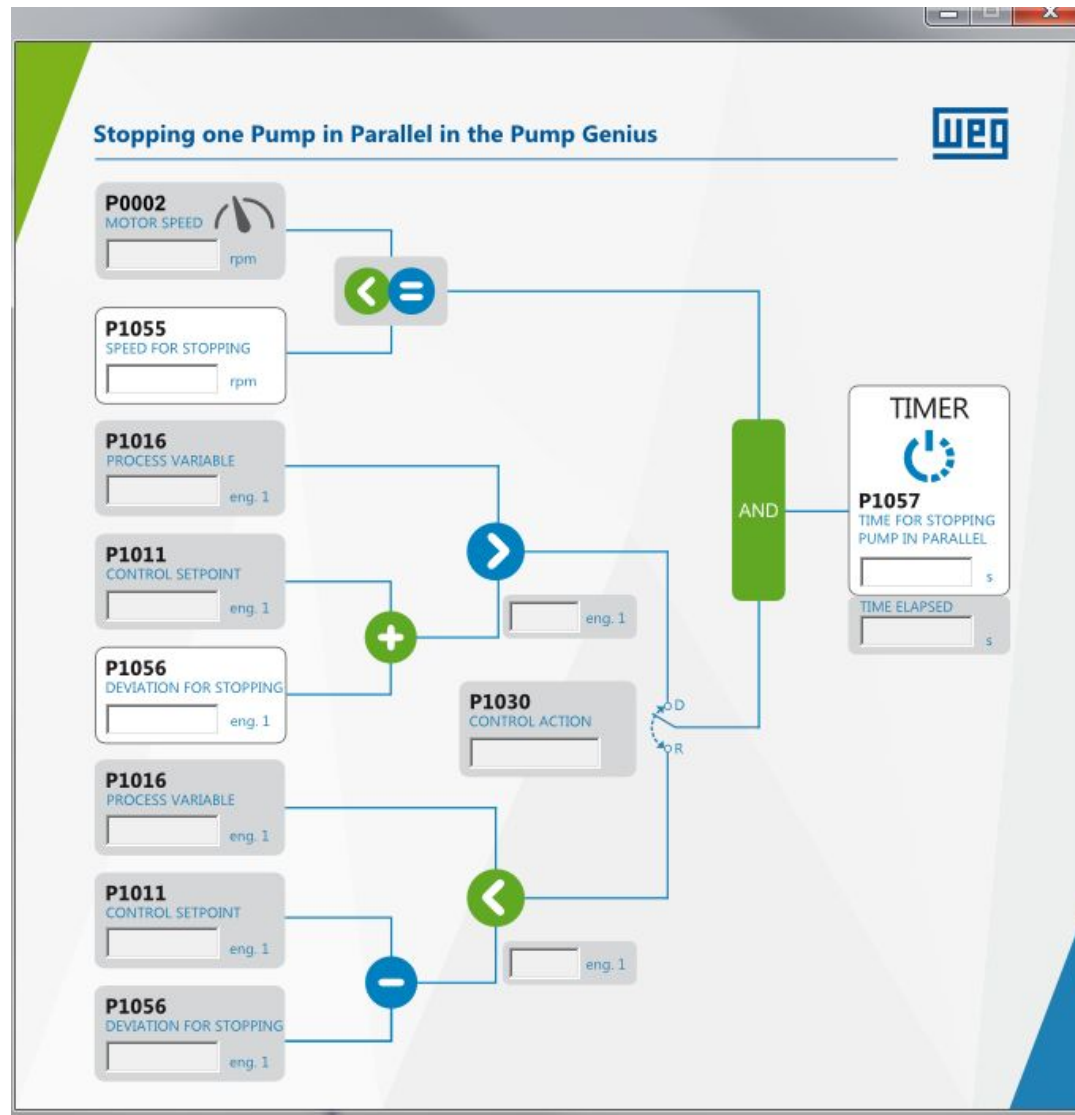 Stopping one Pump in Parallel in the Pump Genius
WEG
P0002
MOTOR SPEED
rpm
P1055
SPEED FOR STOPPING
rpm
P1016
PROCESS VARIABLE
eng. 1
P1011
CONTROL SETPOINT
eng. 1
P1056
DEVIATION FOR STOPPING
eng. 1
P1016
PROCESS VARIABLE
eng. 1
P1011
CONTROL SETPOINT
eng. 1
P1056
DEVIATION FOR STOPPING
eng. 1
< =
>
+
eng. 1
P1030
CONTROL ACTION
D
R
<
−
eng. 1
AND
TIMER
P1057
TIME FOR STOPPING
PUMP IN PARALLEL
s
TIME ELAPSED
s